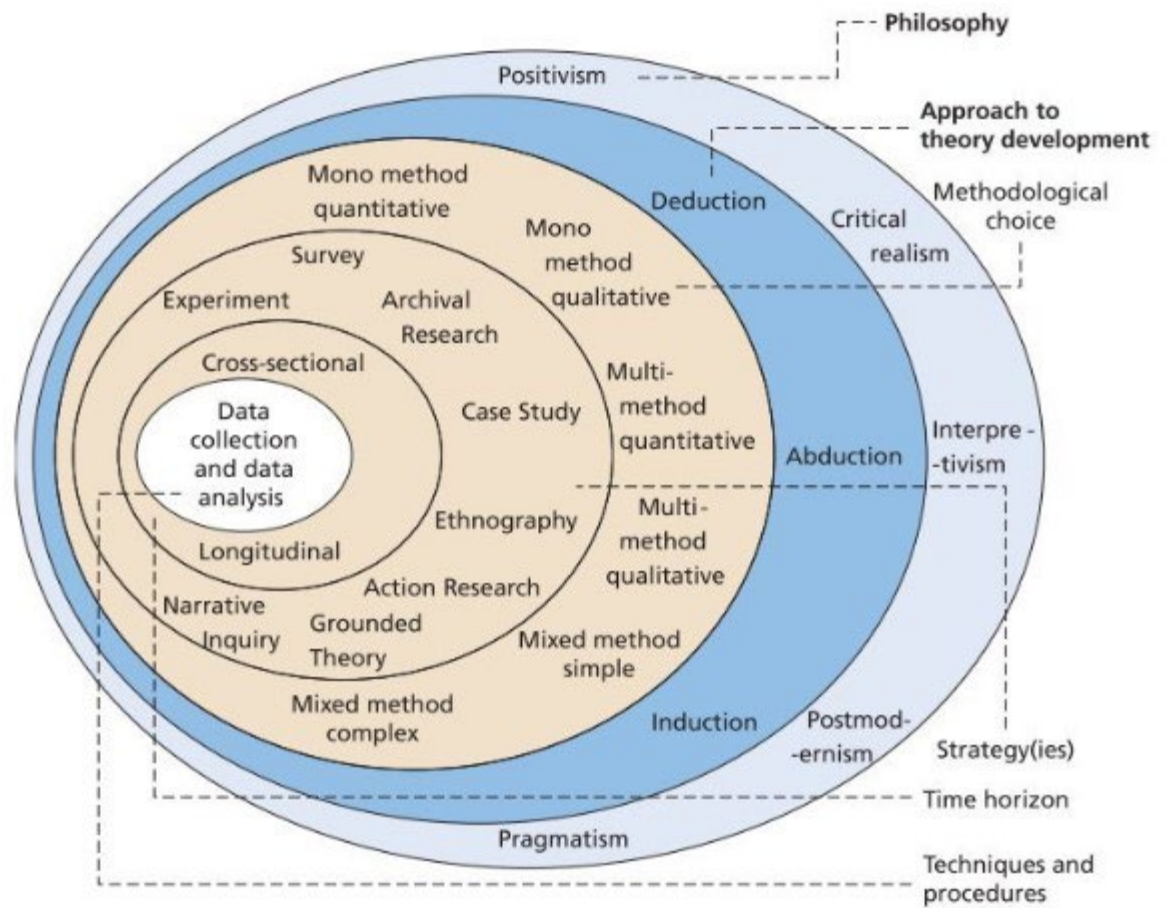 Philosophy
Positivism
Approach to
theory development
Mono method
quantitative
Deduction
Methodological
choice
Critical
realism
Mono
method
qualitative
Survey
Experiment
Archival
Research
Cross-sectional
Multi-
method
quantitative
Data
collection
and data
analysis
Case Study
Abduction
Interpre -
-tivism
Ethnography
Multi-
method
qualitative
Longitudinal
Action Research
Narrative
Inquiry
Grounded
Theory
Mixed method
simple
Mixed method
complex
Induction
Postmod-
-ernism
Strategy(ies)
Time horizon
Pragmatism
Techniques and
procedures